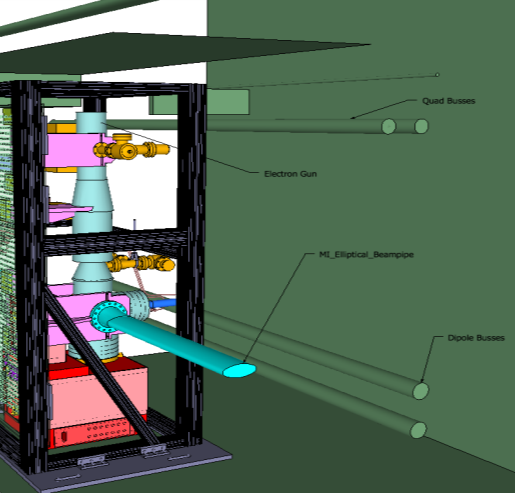 Quad Busses
Electron Gun
MI_Elliptical_Beampipe
Dipole Busses